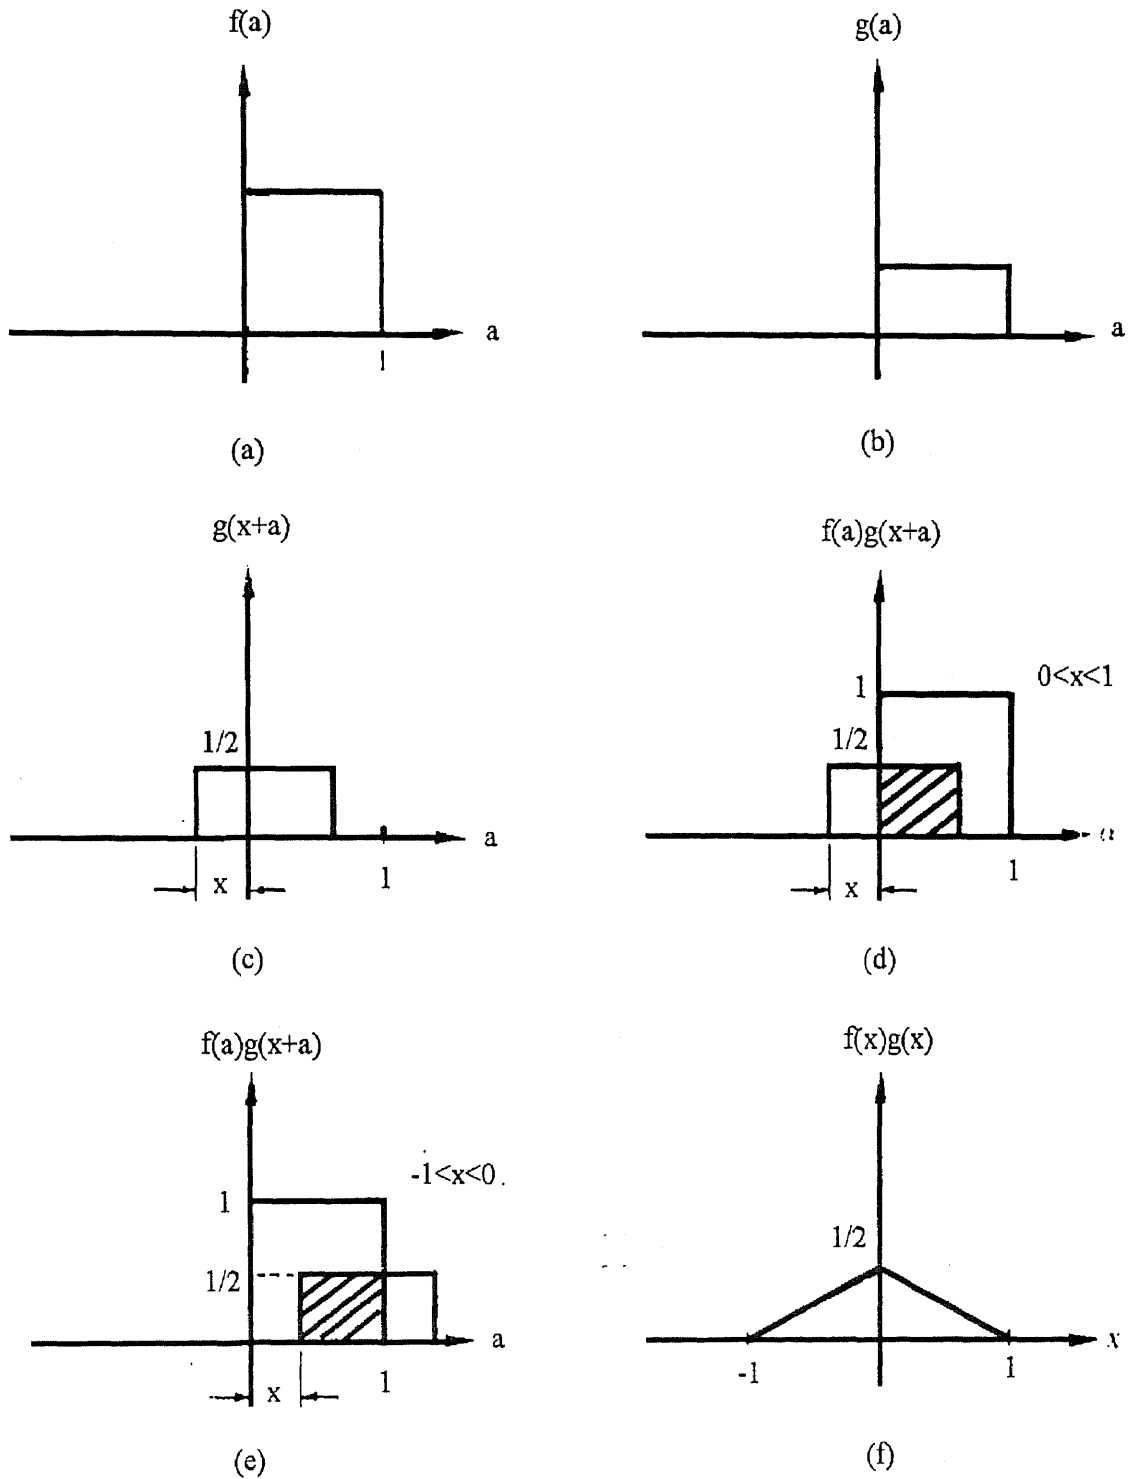 f(a)
a
1
(a)
g(a)
a
(b)
g(x+a)
1/2
a
x
1
(c)
f(a)g(x+a)
0<x<1
1
1/2
a
x
1
(d)
f(a)g(x+a)
-1<x<0
1
1/2
a
x
1
(e)
f(x)g(x)
1/2
x
-1
1
(f)